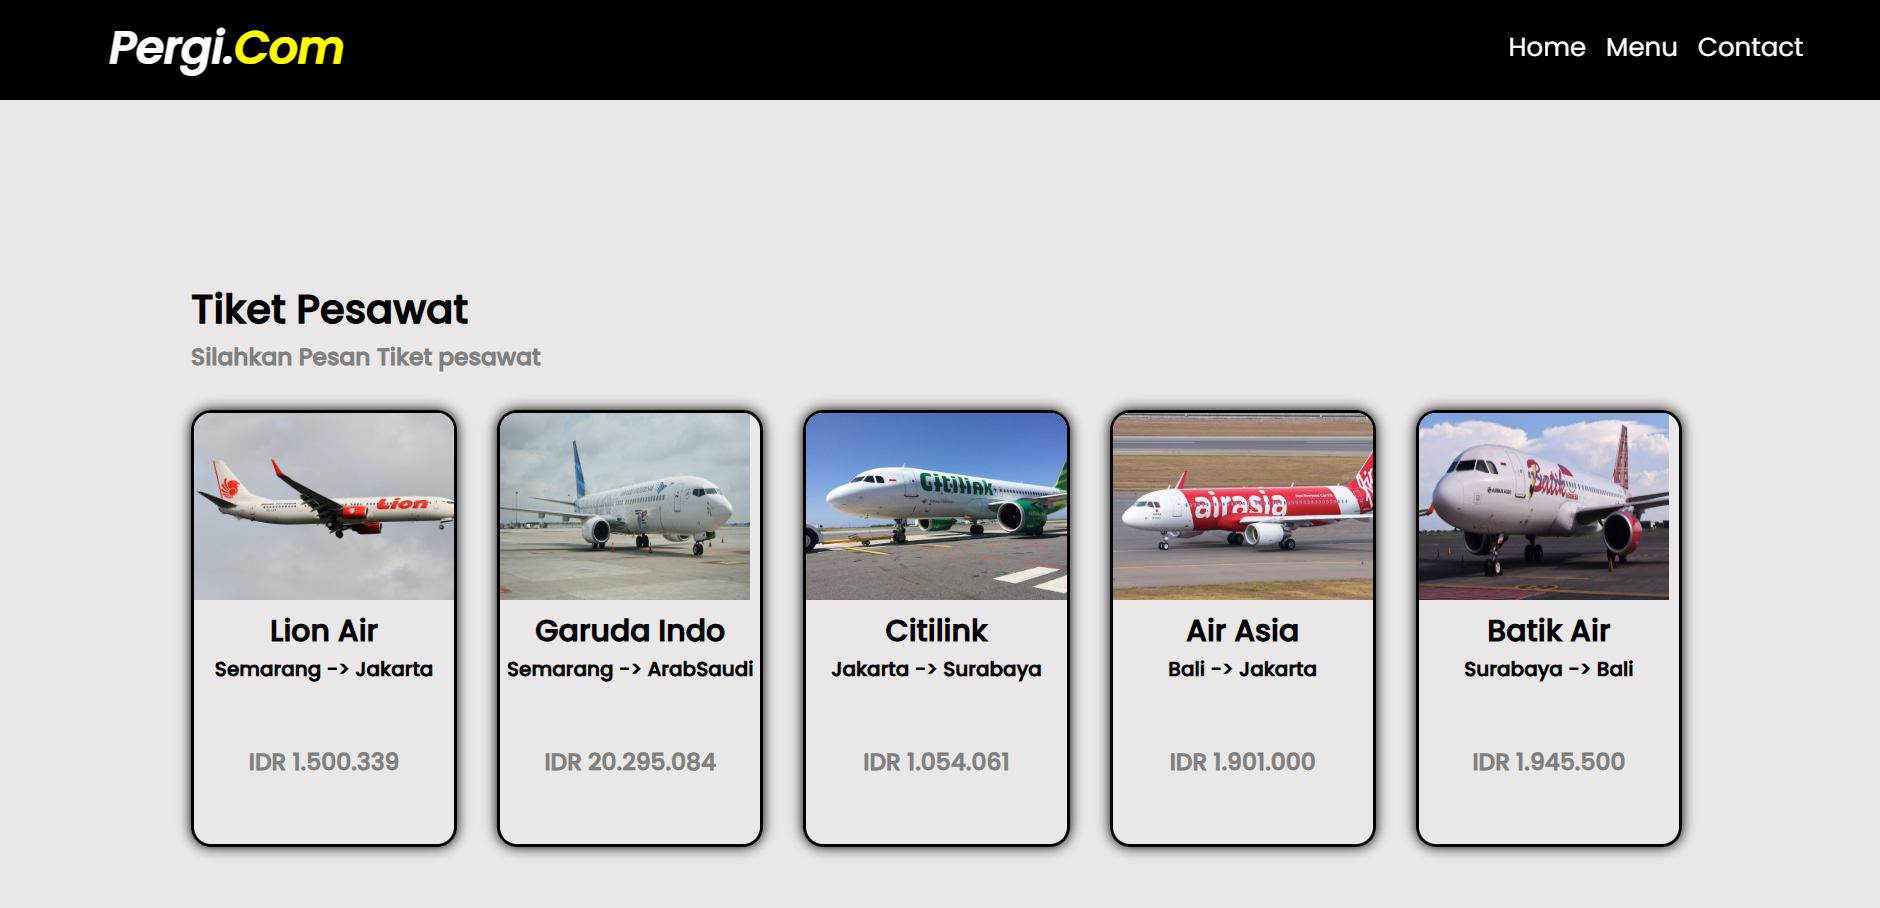 Pergi.Com
Home Menu Contact
Tiket Pesawat
Silahkan Pesan Tiket pesawat
Lion
Citilink
airasia
Batik
Lion Air
Semarang -> Jakarta
IDR 1.500.339
Garuda Indo
Semarang -> ArabSaudi
IDR 20.295.084
Citilink
Jakarta -> Surabaya
IDR 1.054.061
Air Asia
Bali -> Jakarta
IDR 1.901.000
Batik Air
Surabaya -> Bali
IDR 1.945.500